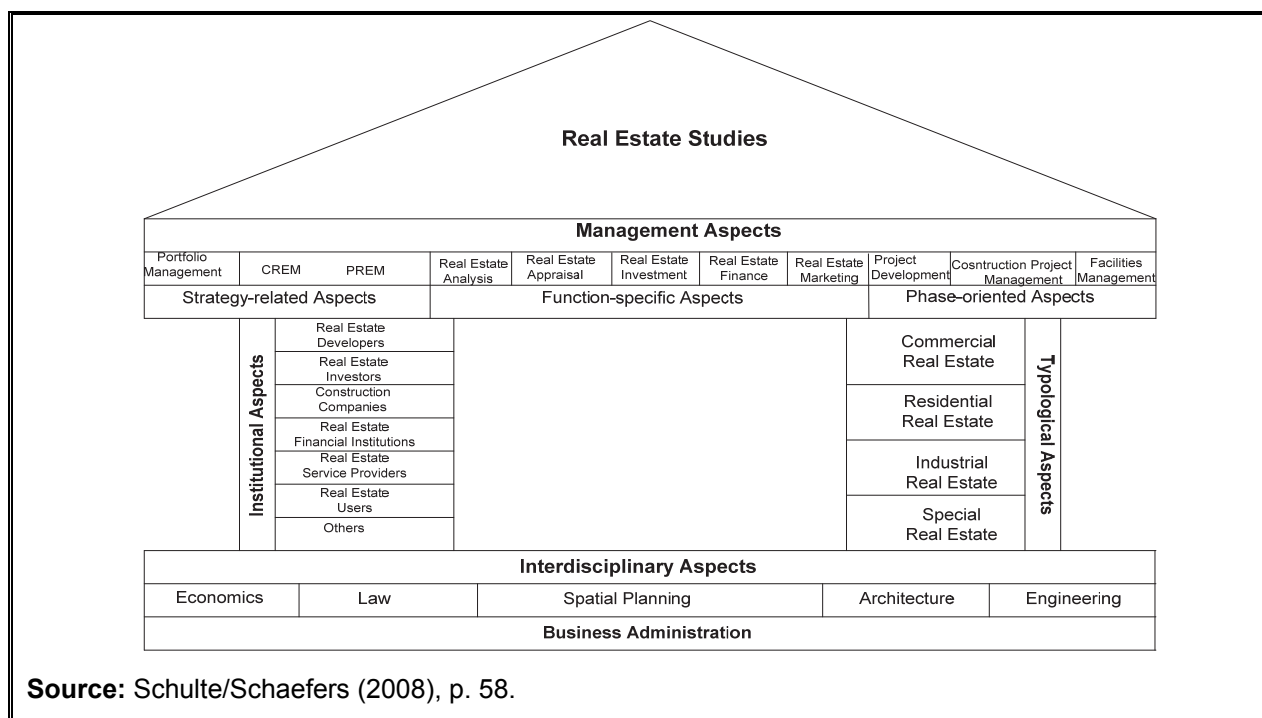 Real Estate Studies
Management Aspects
Portfolio
Management
CREM
PREM
Real Estate
Analysis
Real Estate
Appraisal
Real Estate
Investment
Real Estate
Finance
Real Estate
Marketing
Project
Development
Cosntruction Project
Management
Facilities
Management
Strategy-related Aspects
Function-specific Aspects
Phase-oriented Aspects
Institutional Aspects
Real Estate
Developers
Real Estate
Investors
Construction
Companies
Real Estate
Financial Institutions
Real Estate
Service Providers
Real Estate
Users
Others
Commercial
Real Estate
Residential
Real Estate
Industrial
Real Estate
Special
Real Estate
Typological Aspects
Interdisciplinary Aspects
Economics
Law
Spatial Planning
Architecture
Engineering
Business Administration
Source: Schulte/Schaefers (2008), p. 58.